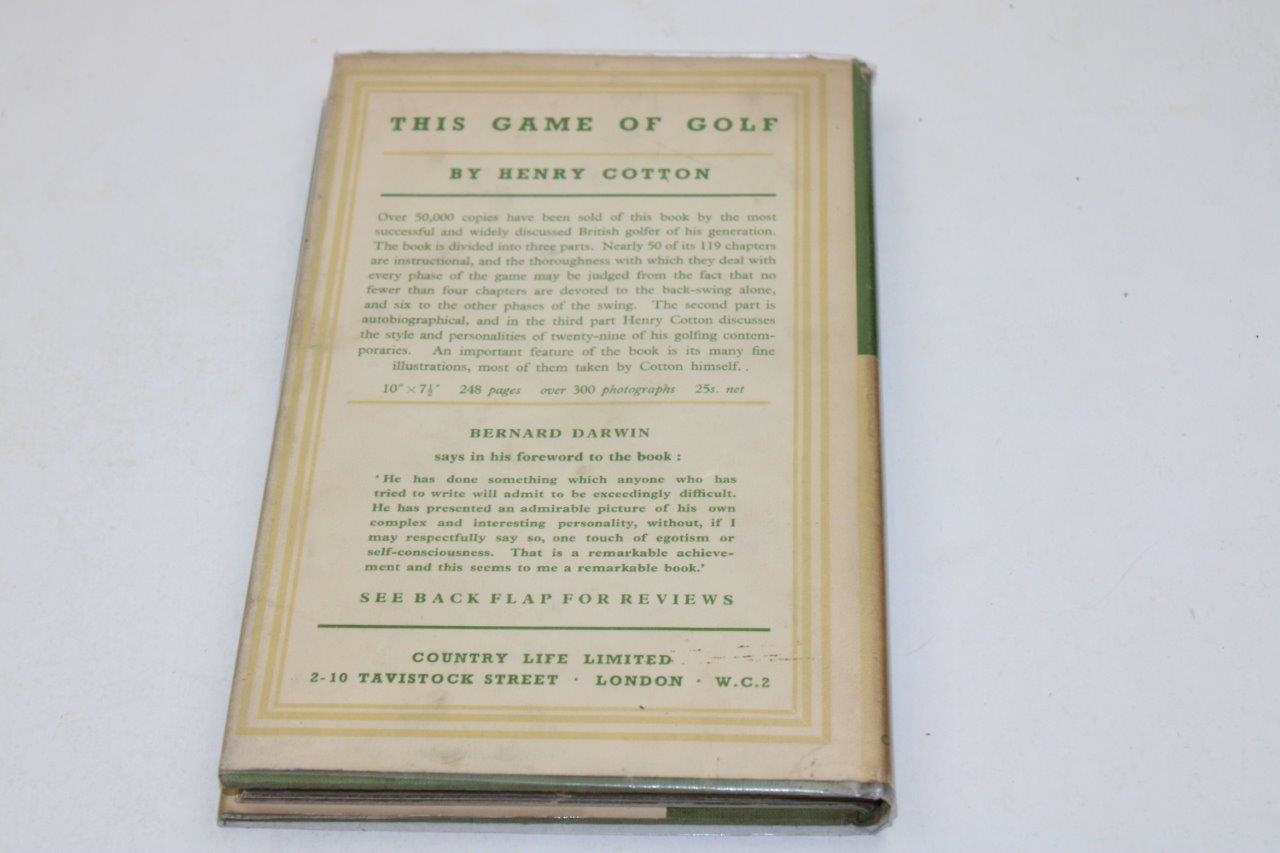 THIS GAME OF GOLF
BY HENRY COTTON
Over 50,000 copies have been sold of this book by the most
successful and widely discussed British golfer of his generation.
The book is divided into three parts. Nearly 50 of its 119 chapters
are instructional, and the thoroughness with which they deal with
every phase of the game may be judged from the fact that no
fewer than four chapters are devoted to the back-swing alone,
and six to the other phases of the swing. The second part is
autobiographical, and in the third part Henry Cotton discusses
the style and personalities of twenty-nine of his golfing contem-
poraries. An important feature of the book is its many fine
illustrations, most of them taken by Cotton himself. .
10" × 7½" 248 pages over 300 photographs 25s. net
BERNARD DARWIN
says in his foreword to the book :
‘He has done something which anyone who has
tried to write will admit to be exceedingly difficult.
He has presented an admirable picture of his own
complex and interesting personality, without, if I
may respectfully say so, one touch of egotism or
self-consciousness. That is a remarkable achieve-
ment and this seems to me a remarkable book.’
SEE BACK FLAP FOR REVIEWS
COUNTRY LIFE LIMITED
2-10 TAVISTOCK STREET · LONDON · W.C.2